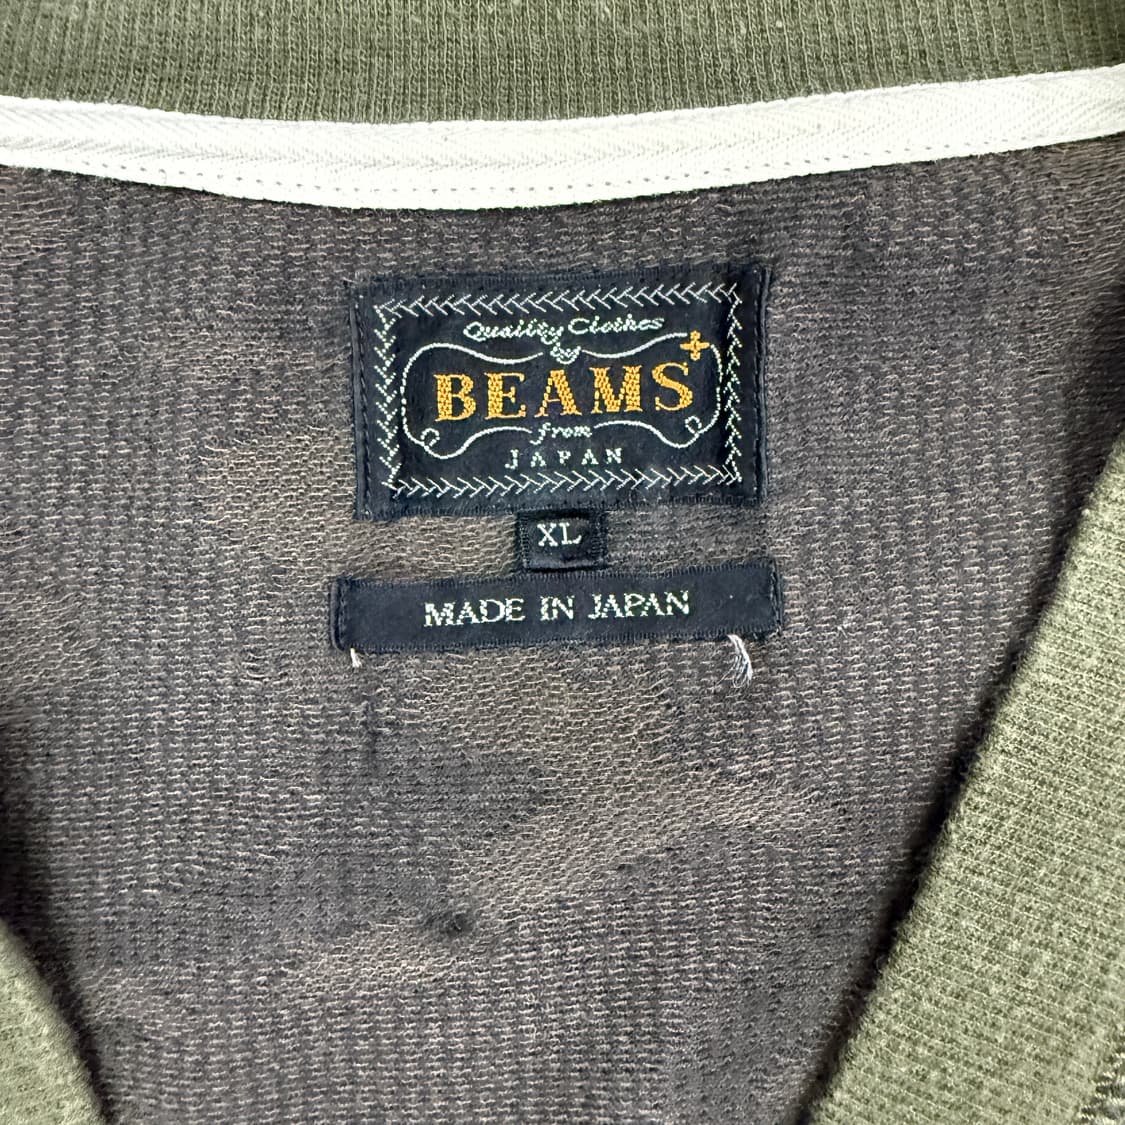 Quality Clothes
by
BEAMS+
from
JAPAN
XL
MADE IN JAPAN